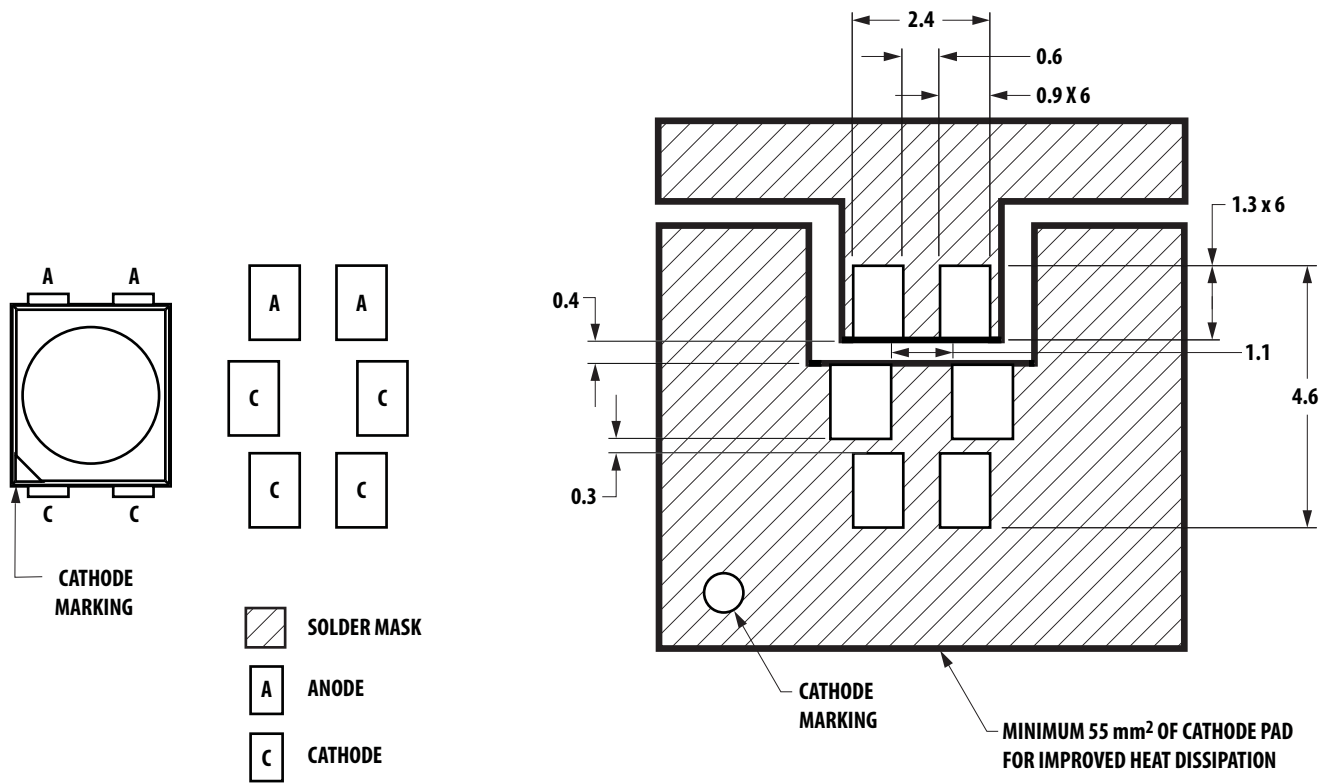 A A
C C
CATHODE
MARKING
A A
C C
C C
SOLDER MASK
A ANODE
C CATHODE
2.4
0.6
0.9 X 6
1.3 x 6
0.4
1.1
4.6
0.3
CATHODE
MARKING
MINIMUM 55 mm² OF CATHODE PAD
FOR IMPROVED HEAT DISSIPATION